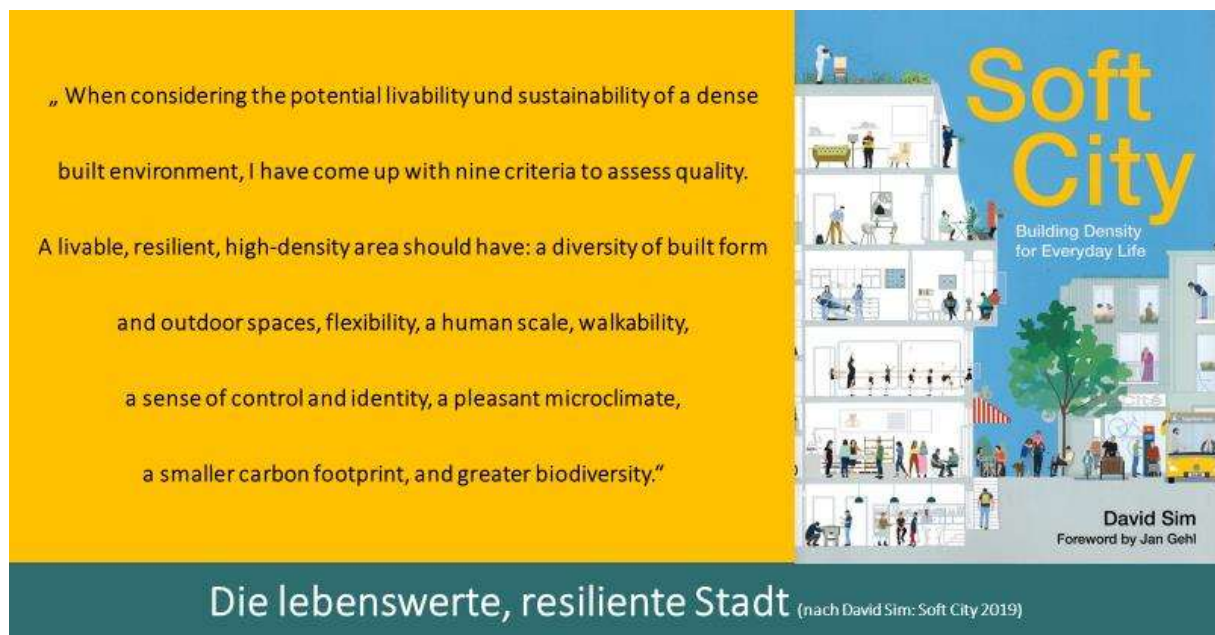 „ When considering the potential livability und sustainability of a dense
built environment, I have come up with nine criteria to assess quality.
A livable, resilient, high-density area should have: a diversity of built form
and outdoor spaces, flexibility, a human scale, walkability,
a sense of control and identity, a pleasant microclimate,
a smaller carbon footprint, and greater biodiversity.“
Soft
City
Building Density
for Everyday Life
David Sim
Foreword by Jan Gehl
Die lebenswerte, resiliente Stadt (nach David Sim: Soft City 2019)